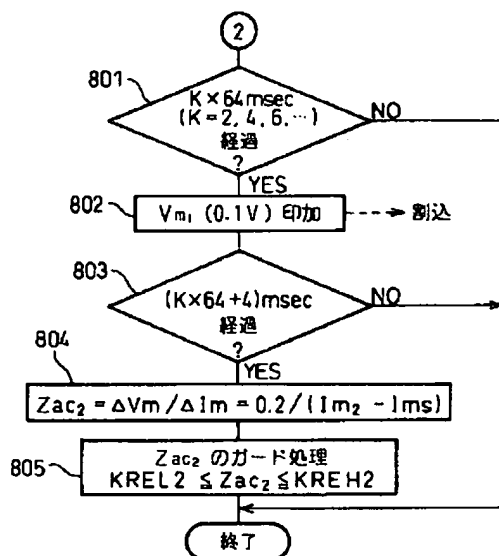 2
801
K×64msec
(K=2,4,6,…)
経過
?
NO
YES
802
Vm₁ (0.1V) 印加
割込
803
(K×64+4)msec
経過
?
NO
YES
804
Zac₂=ΔVm/ΔIm=0.2/(Im₂-Ims)
805
Zac₂ のガード処理
KREL2≦Zac₂≦KREH2
終了